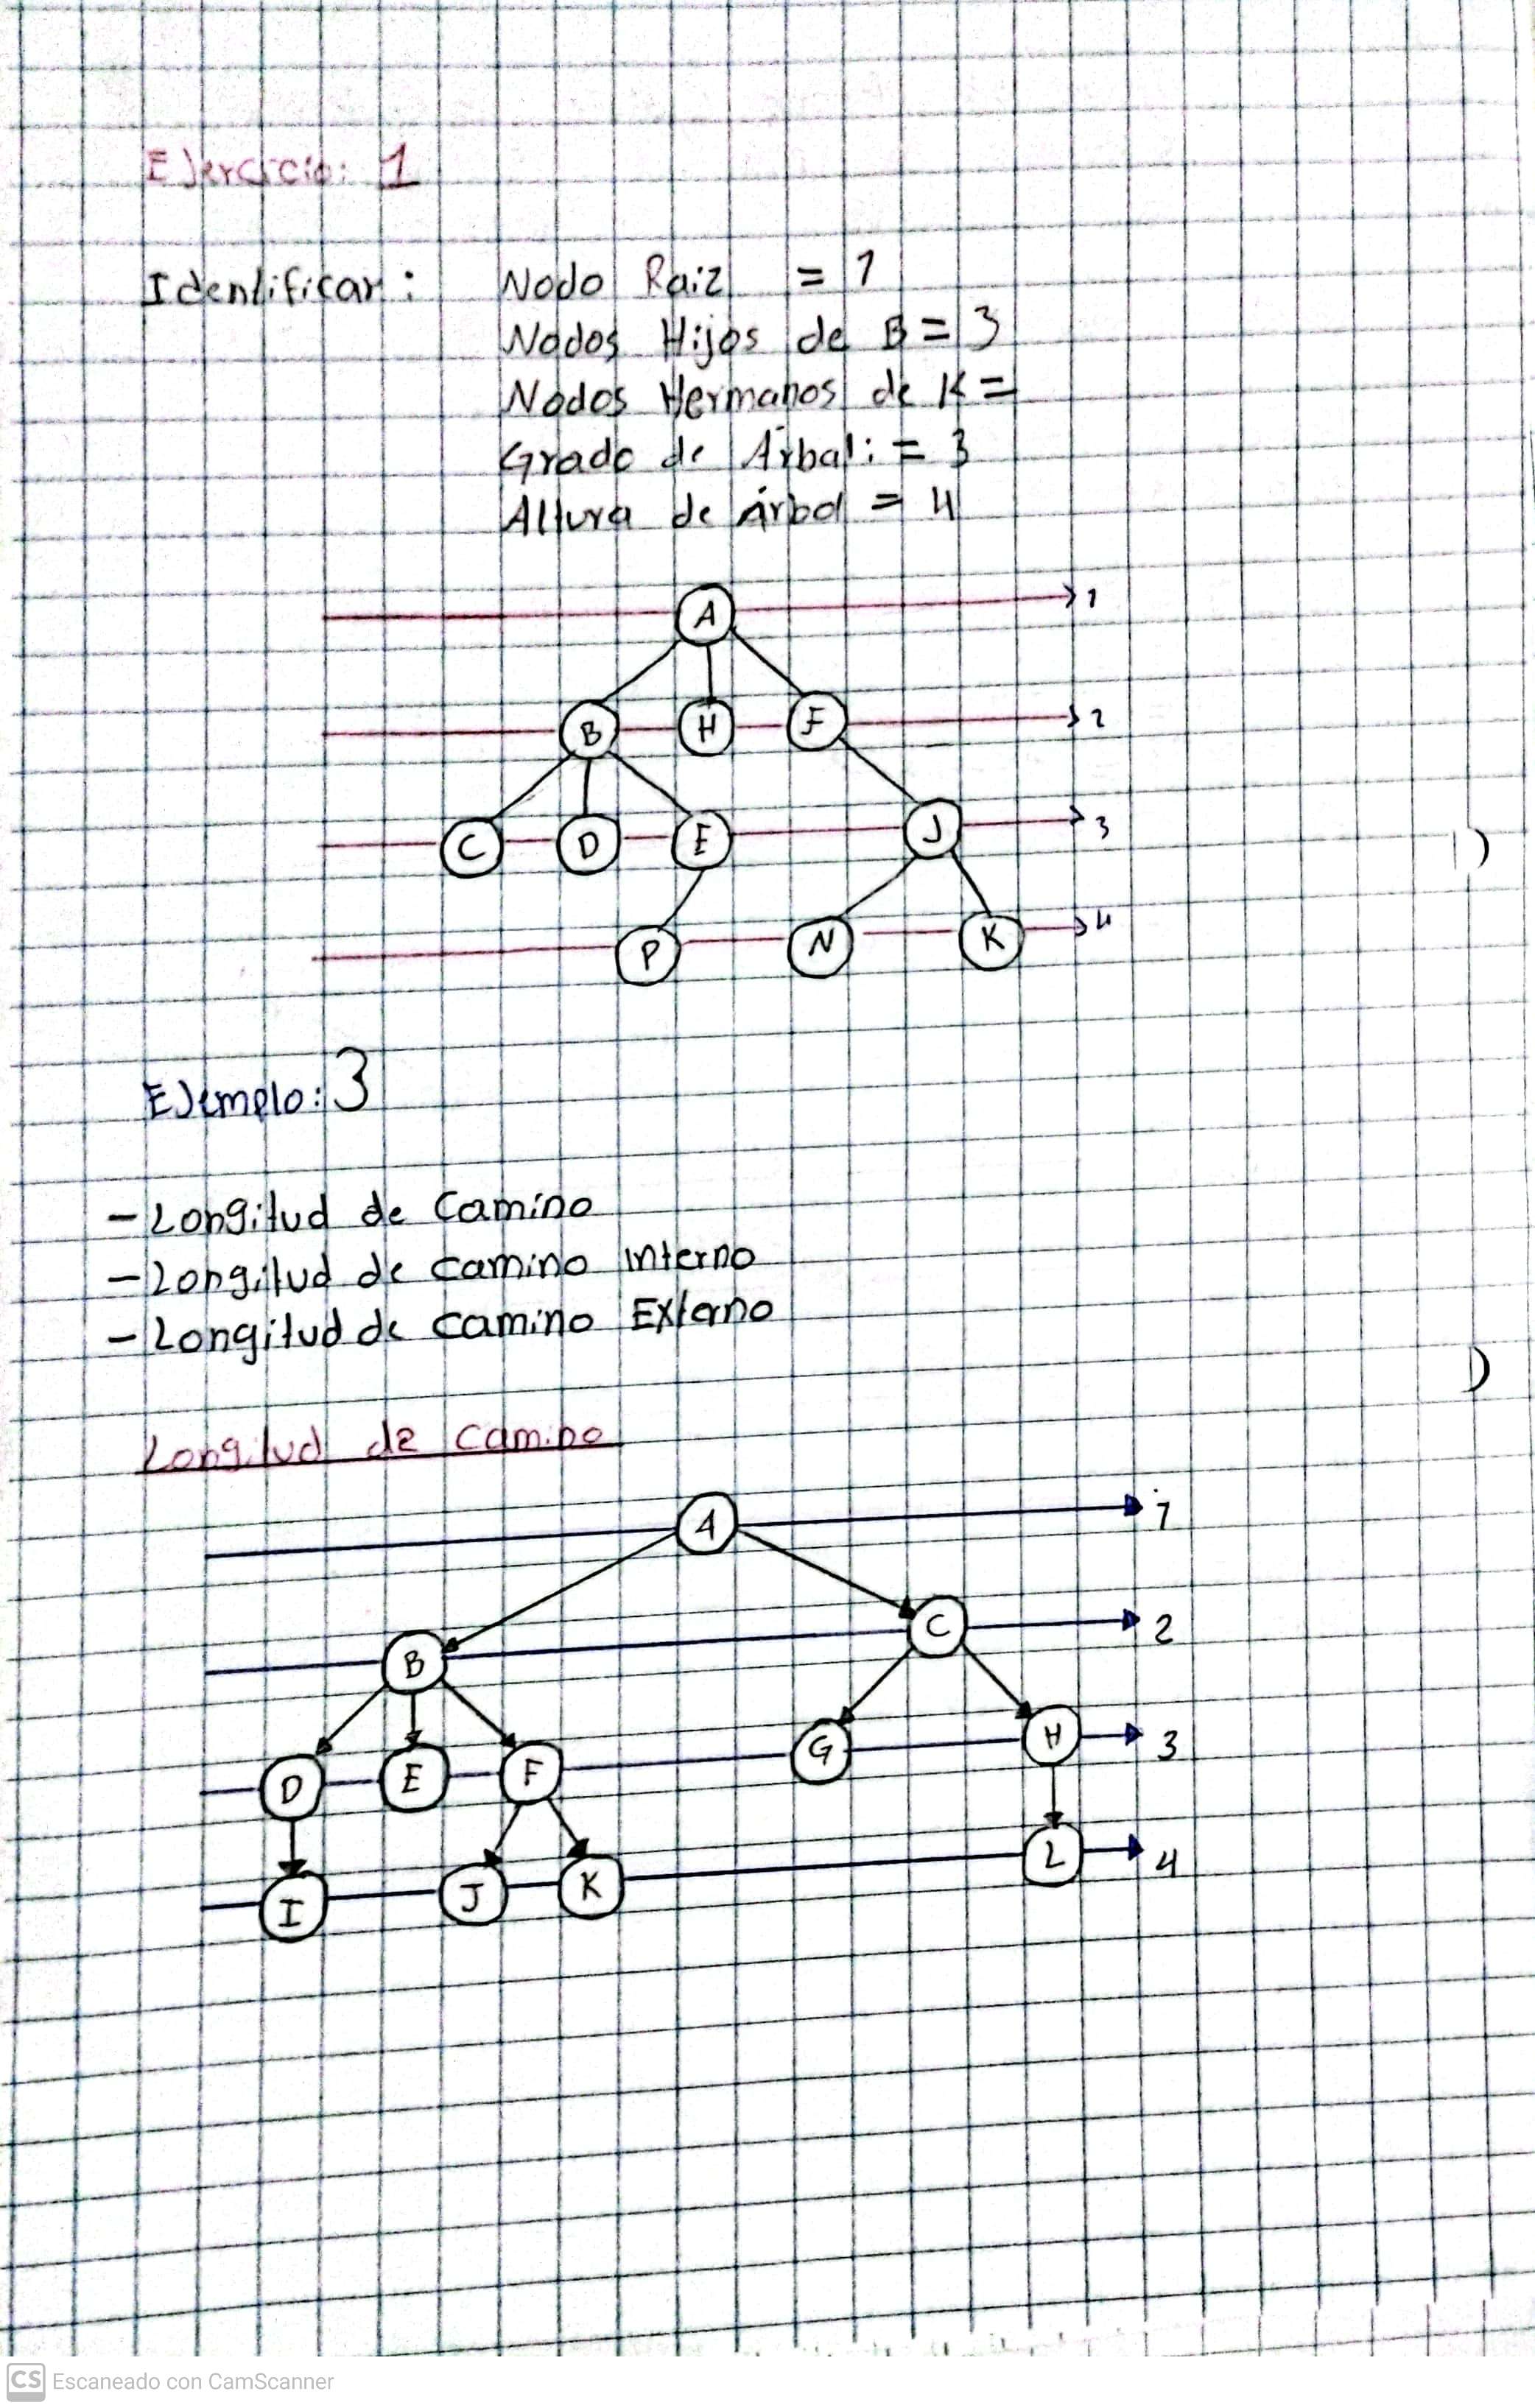 Ejercicio: 1
Identificar: Nodo Raiz = 1
Nodos Hijos de B = 3
Nodos Hermanos de K =
Grado de Árbol: = 3
Altura de árbol = 4
A 1
B H F 2
C D E J 3
P N K 4
Ejemplo: 3
- Longitud de Camino
- Longitud de camino interno
- Longitud de camino Externo
Longitud de camino
A 1
B C 2
D E F G H 3
I J K L 4
CS Escaneado con CamScanner